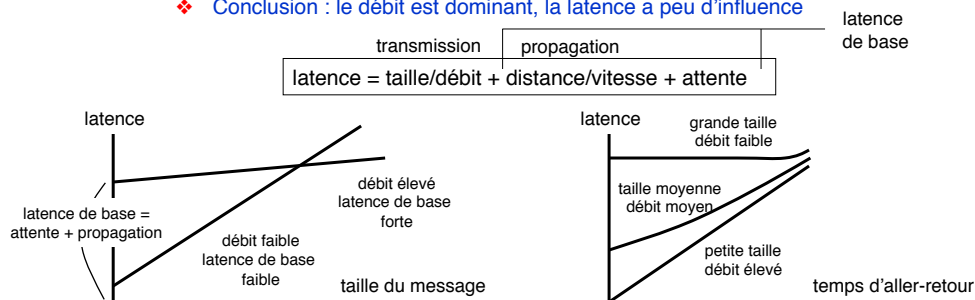 ❖ Conclusion : le débit est dominant, la latence a peu d'influence
latence
de base
transmission
propagation
latence = taille/débit + distance/vitesse + attente
latence
débit élevé
latence de base
forte
latence de base =
attente + propagation
débit faible
latence de base
faible
taille du message
latence
grande taille
débit faible
taille moyenne
débit moyen
petite taille
débit élevé
temps d'aller-retour